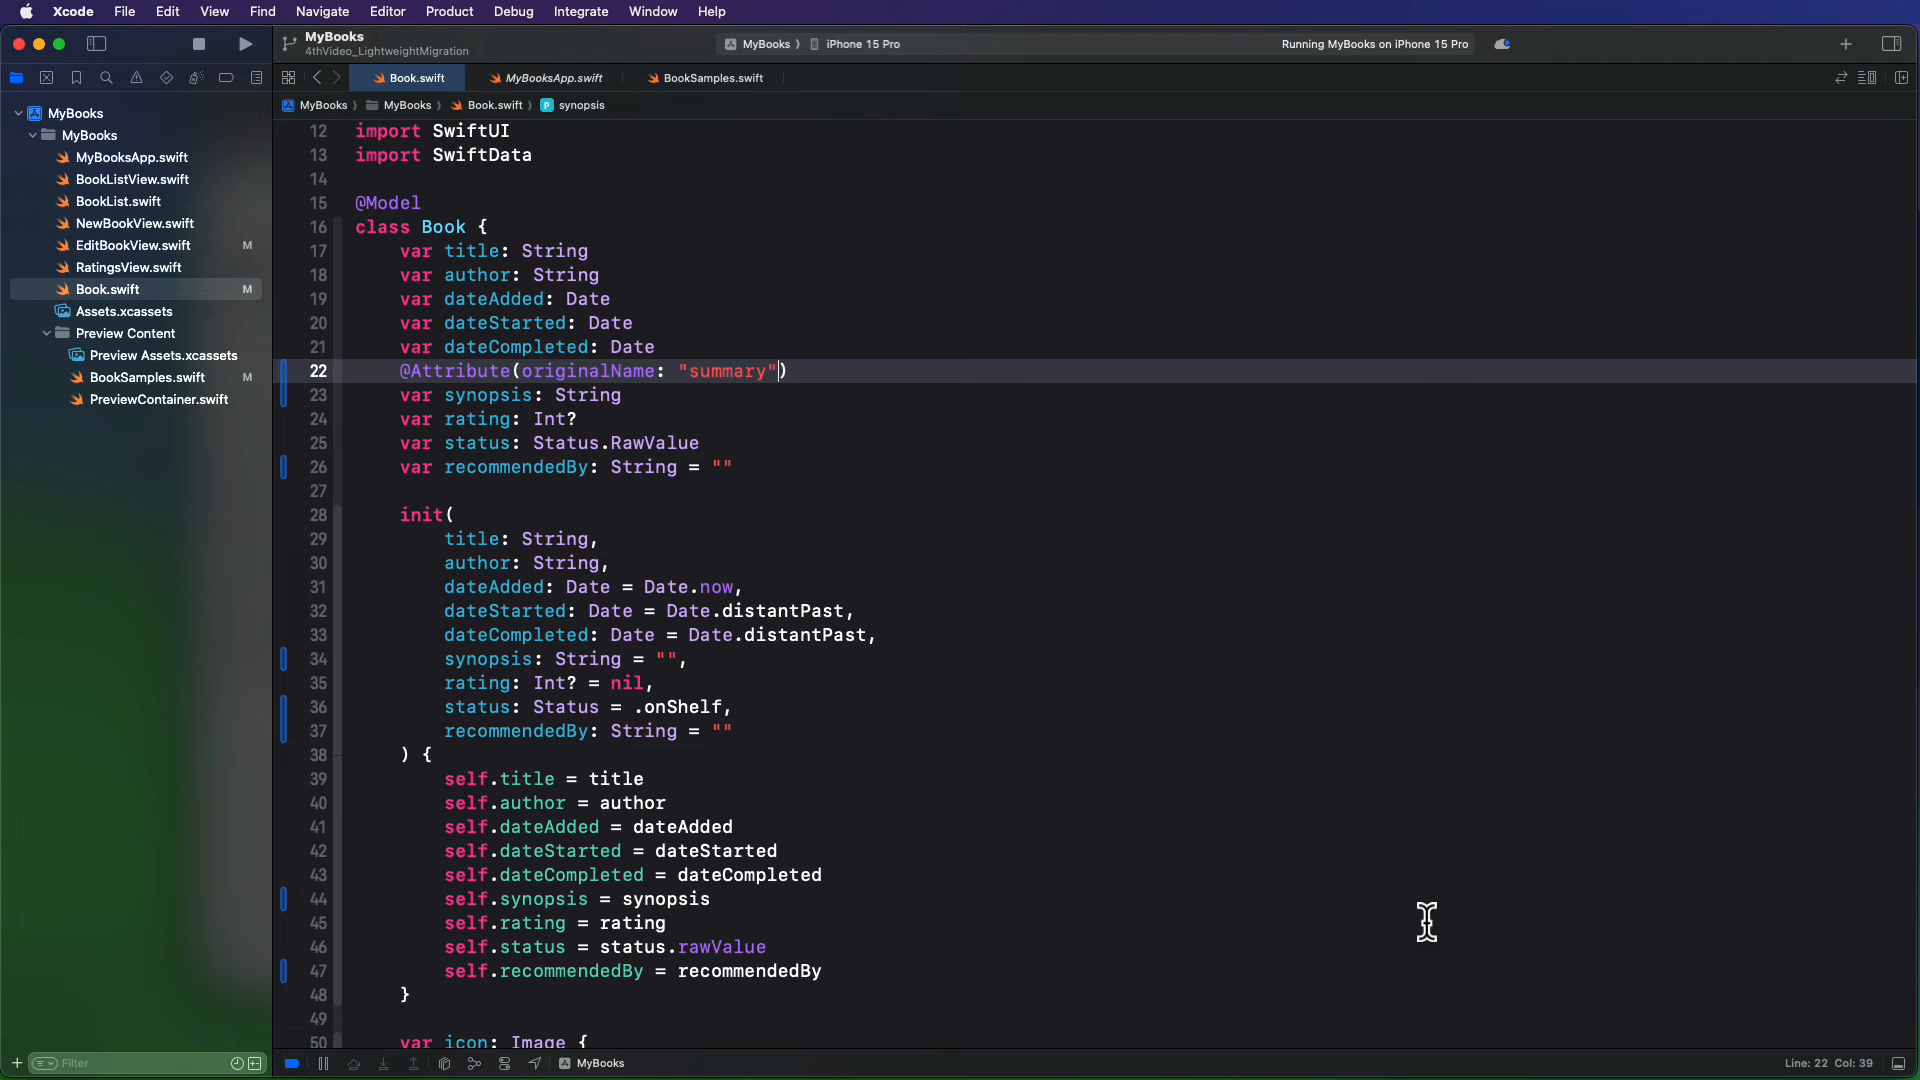 Xcode File Edit View Find Navigate Editor Product Debug Integrate Window Help
MyBooks
4thVideo_LightweightMigration
MyBooks iPhone 15 Pro
Running MyBooks on iPhone 15 Pro
Book.swift MyBooksApp.swift BookSamples.swift
MyBooks MyBooks Book.swift P synopsis
MyBooks
MyBooks
MyBooksApp.swift
BookListView.swift
BookList.swift
NewBookView.swift
EditBookView.swift M
RatingsView.swift
Book.swift M
Assets.xcassets
Preview Content
Preview Assets.xcassets
BookSamples.swift M
PreviewContainer.swift
Filter
12 import SwiftUI
13 import SwiftData
14
15 @Model
16 class Book {
17 var title: String
18 var author: String
19 var dateAdded: Date
20 var dateStarted: Date
21 var dateCompleted: Date
22 @Attribute(originalName: "summary")
23 var synopsis: String
24 var rating: Int?
25 var status: Status.RawValue
26 var recommendedBy: String = ""
27
28 init(
29 title: String,
30 author: String,
31 dateAdded: Date = Date.now,
32 dateStarted: Date = Date.distantPast,
33 dateCompleted: Date = Date.distantPast,
34 synopsis: String = "",
35 rating: Int? = nil,
36 status: Status = .onShelf,
37 recommendedBy: String = ""
38 ) {
39 self.title = title
40 self.author = author
41 self.dateAdded = dateAdded
42 self.dateStarted = dateStarted
43 self.dateCompleted = dateCompleted
44 self.synopsis = synopsis
45 self.rating = rating
46 self.status = status.rawValue
47 self.recommendedBy = recommendedBy
48 }
49
50 var icon: Image {
MyBooks
Line: 22 Col: 39